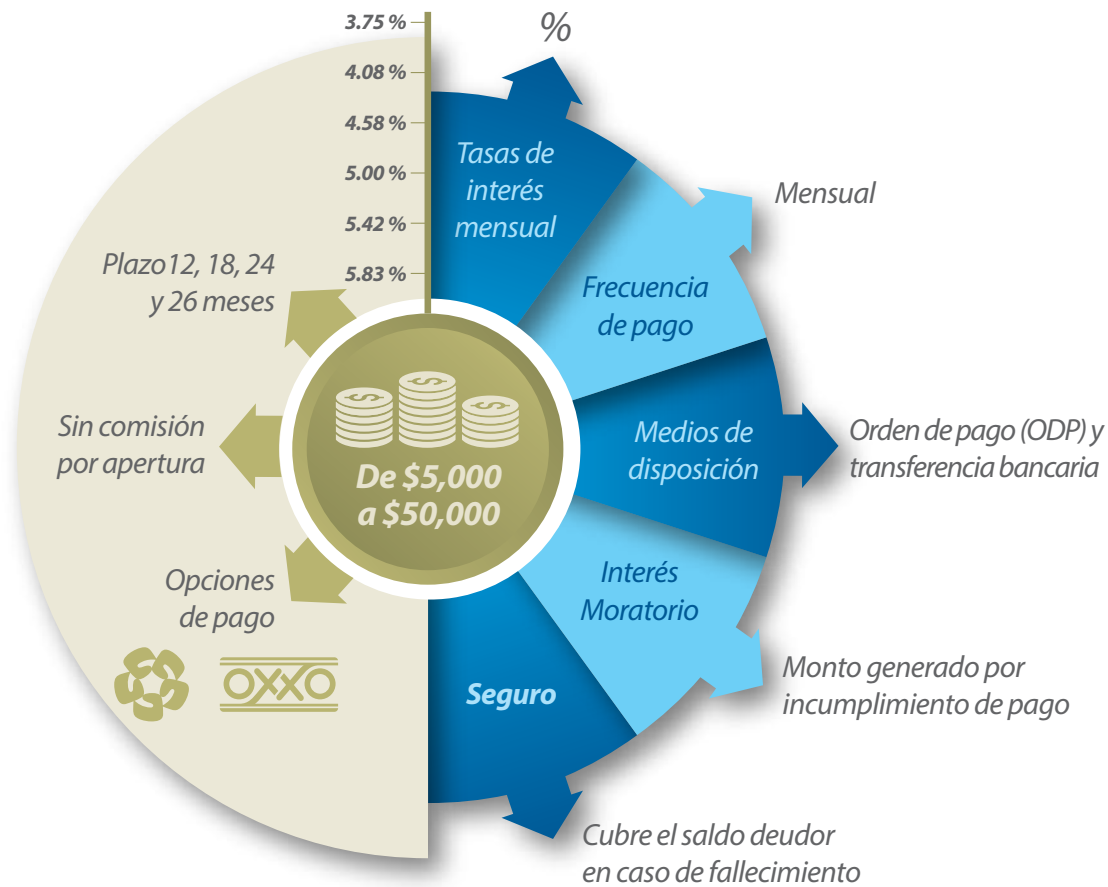 3.75 %
4.08 %
4.58 %
5.00 %
5.42 %
5.83 %
%
Tasas de
interés
mensual
Mensual
Frecuencia
de pago
Medios de
disposición
Orden de pago (ODP) y
transferencia bancaria
Interés
Moratorio
Monto generado por
incumplimiento de pago
Seguro
Cubre el saldo deudor
en caso de fallecimiento
Plazo12, 18, 24
y 26 meses
Sin comisión
por apertura
Opciones
de pago
OXXO
$ $ $
De $5,000
a $50,000